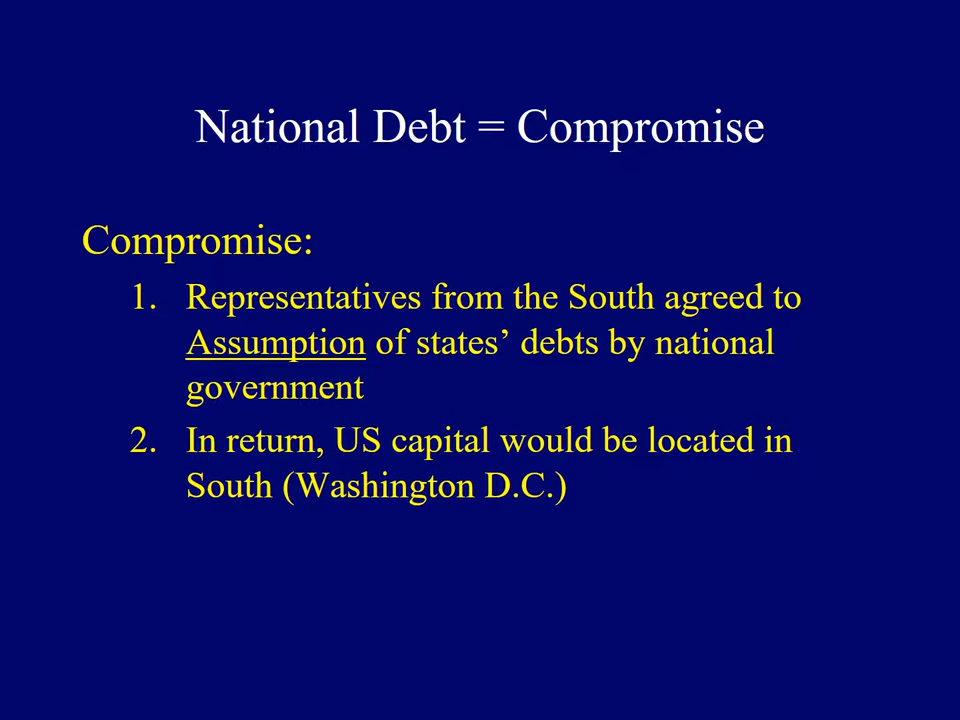 National Debt = Compromise
Compromise:
1. Representatives from the South agreed to
Assumption of states’ debts by national
government
2. In return, US capital would be located in
South (Washington D.C.)